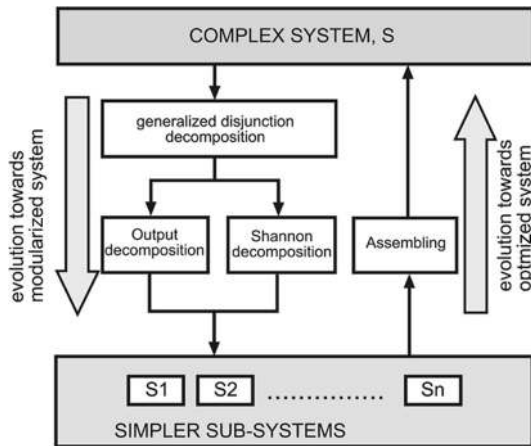 COMPLEX SYSTEM, S
generalized disjunction
decomposition
evolution towards
modularized system
Output
decomposition
Shannon
decomposition
Assembling
evolution towards
optmized system
S1 S2 .................. Sn
SIMPLER SUB-SYSTEMS